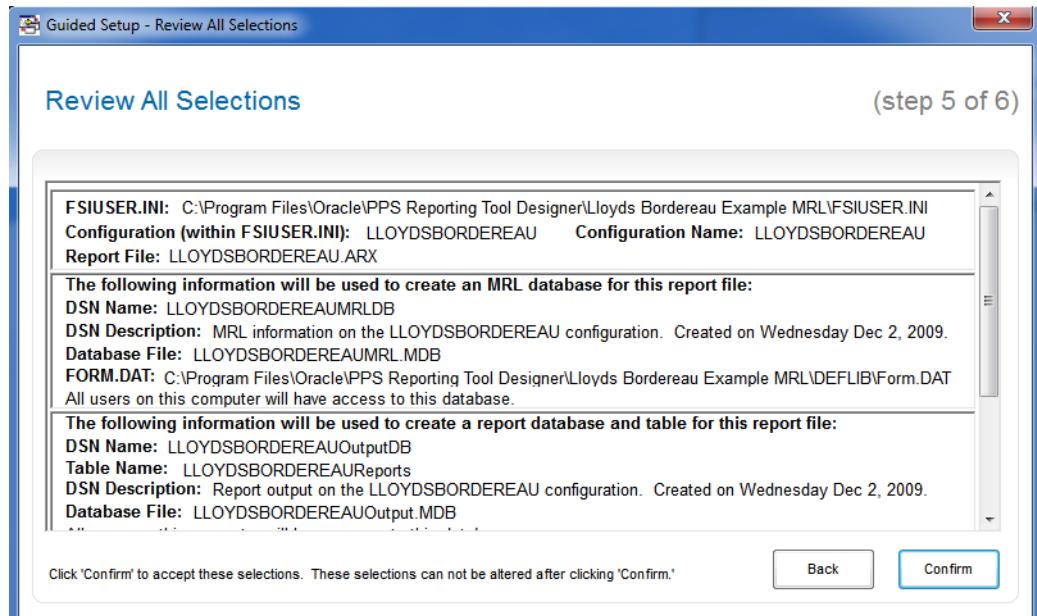 Guided Setup - Review All Selections
Review All Selections (step 5 of 6)
FSIUSER.INI: C:\Program Files\Oracle\PPS Reporting Tool Designer\Lloyds Bordereau Example MRL\FSIUSER.INI
Configuration (within FSIUSER.INI): LLOYDSBORDEREAU Configuration Name: LLOYDSBORDEREAU
Report File: LLOYDSBORDEREAU.ARX
The following information will be used to create an MRL database for this report file:
DSN Name: LLOYDSBORDEREAUMRLDB
DSN Description: MRL information on the LLOYDSBORDEREAU configuration. Created on Wednesday Dec 2, 2009.
Database File: LLOYDSBORDEREAUMRL.MDB
FORM.DAT: C:\Program Files\Oracle\PPS Reporting Tool Designer\Lloyds Bordereau Example MRL\DEFLIB\Form.DAT
All users on this computer will have access to this database.
The following information will be used to create a report database and table for this report file:
DSN Name: LLOYDSBORDEREAUOutputDB
Table Name: LLOYDSBORDEREAUReports
DSN Description: Report output on the LLOYDSBORDEREAU configuration. Created on Wednesday Dec 2, 2009.
Database File: LLOYDSBORDEREAUOutput.MDB
Click 'Confirm' to accept these selections. These selections can not be altered after clicking 'Confirm.'
Back Confirm